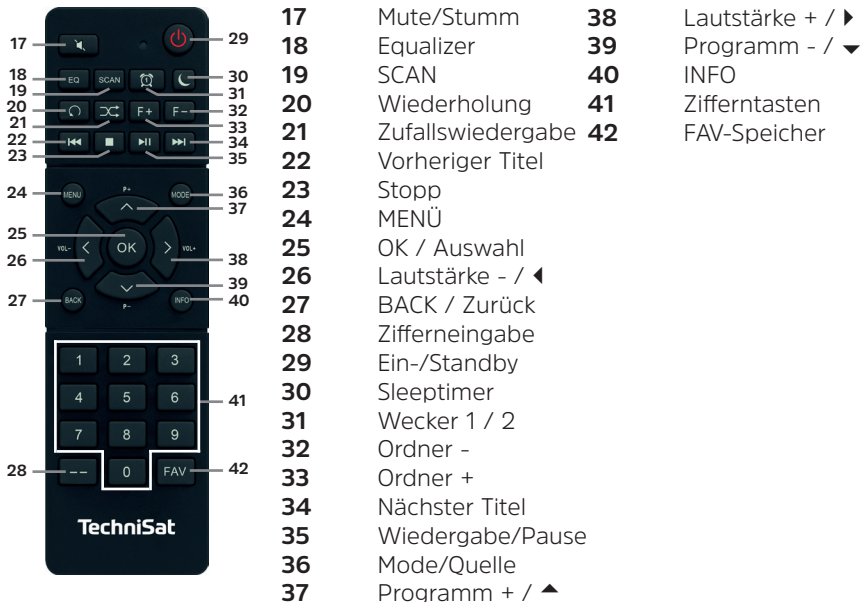 17
29
18 EQ SCAN 30
19 31
20 F+ F- 32
21 33
22 34
23 35
24 MENU P+ MODE 36
37
25 VOL- OK VOL+
26 38
39
27 BACK P- INFO 40
1 2 3
4 5 6 41
7 8 9
28 -- 0 FAV 42
TechniSat
17 Mute/Stumm
18 Equalizer
19 SCAN
20 Wiederholung
21 Zufallswiedergabe
22 Vorheriger Titel
23 Stopp
24 MENÜ
25 OK / Auswahl
26 Lautstärke - / ◀
27 BACK / Zurück
28 Ziffern­eingabe
29 Ein-/Standby
30 Sleeptimer
31 Wecker 1 / 2
32 Ordner -
33 Ordner +
34 Nächster Titel
35 Wiedergabe/Pause
36 Mode/Quelle
37 Programm + / ▲
38 Lautstärke + / ▶
39 Programm - / ▼
40 INFO
41 Zifferntasten
42 FAV-Speicher